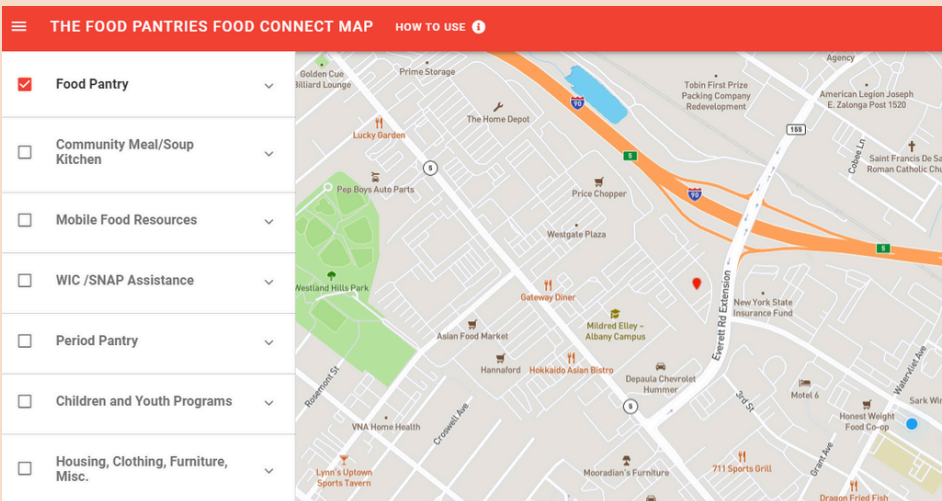 THE FOOD PANTRIES FOOD CONNECT MAP
HOW TO USE i
Food Pantry
Community Meal/Soup
Kitchen
Mobile Food Resources
WIC /SNAP Assistance
Period Pantry
Children and Youth Programs
Housing, Clothing, Furniture,
Misc.
Golden Cue
Billiard Lounge
Prime Storage
Agency
Tobin First Prize
Packing Company
Redevelopment
American Legion Joseph
E. Zalonga Post 1520
90
The Home Depot
Lucky Garden
155
Cobee Ln
5
5
Saint Francis De Sa
Roman Catholic Chu
Pep Boys Auto Parts
Price Chopper
90
Westgate Plaza
5
Westland Hills Park
Gateway Diner
New York State
Insurance Fund
Everett Rd Extension
Mildred Elley –
Albany Campus
Asian Food Market
Hannaford
Hokkaido Asian Bistro
Depaula Chevrolet
Hummer
Rosemont St
Watervliet Ave
Motel 6
3rd St
Sark Win
5
Honest Weight
Food Co-op
VNA Home Health
Croswell Ave
Grant Ave
Lynn's Uptown
Sports Tavern
Mooradian's Furniture
711 Sports Grill
Dragon Fried Fish